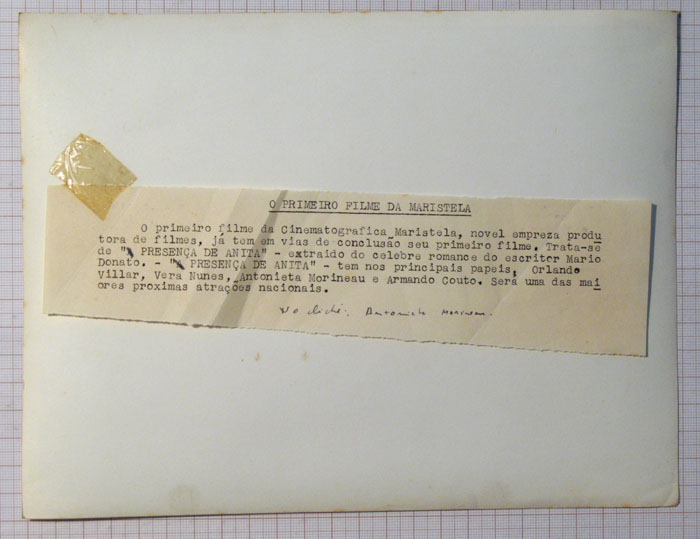 O PRIMEIRO FILME DA MARISTELA
O primeiro filme da Cinematografica Maristela, novel empreza produ
tora de filmes, já tem em vias de conclusão seu primeiro filme. Trata-se
de "A PRESENÇA DE ANITA" - extraido do celebre romance do escritor Mario
Donato. - "A PRESENÇA DE ANITA" - tem nos principais papeis, Orlando
Villar, Vera Nunes, Antonieta Morineau e Armando Couto. Será uma das mai
ores proximas atrações nacionais.
No cliché: Antonieta Morineau.